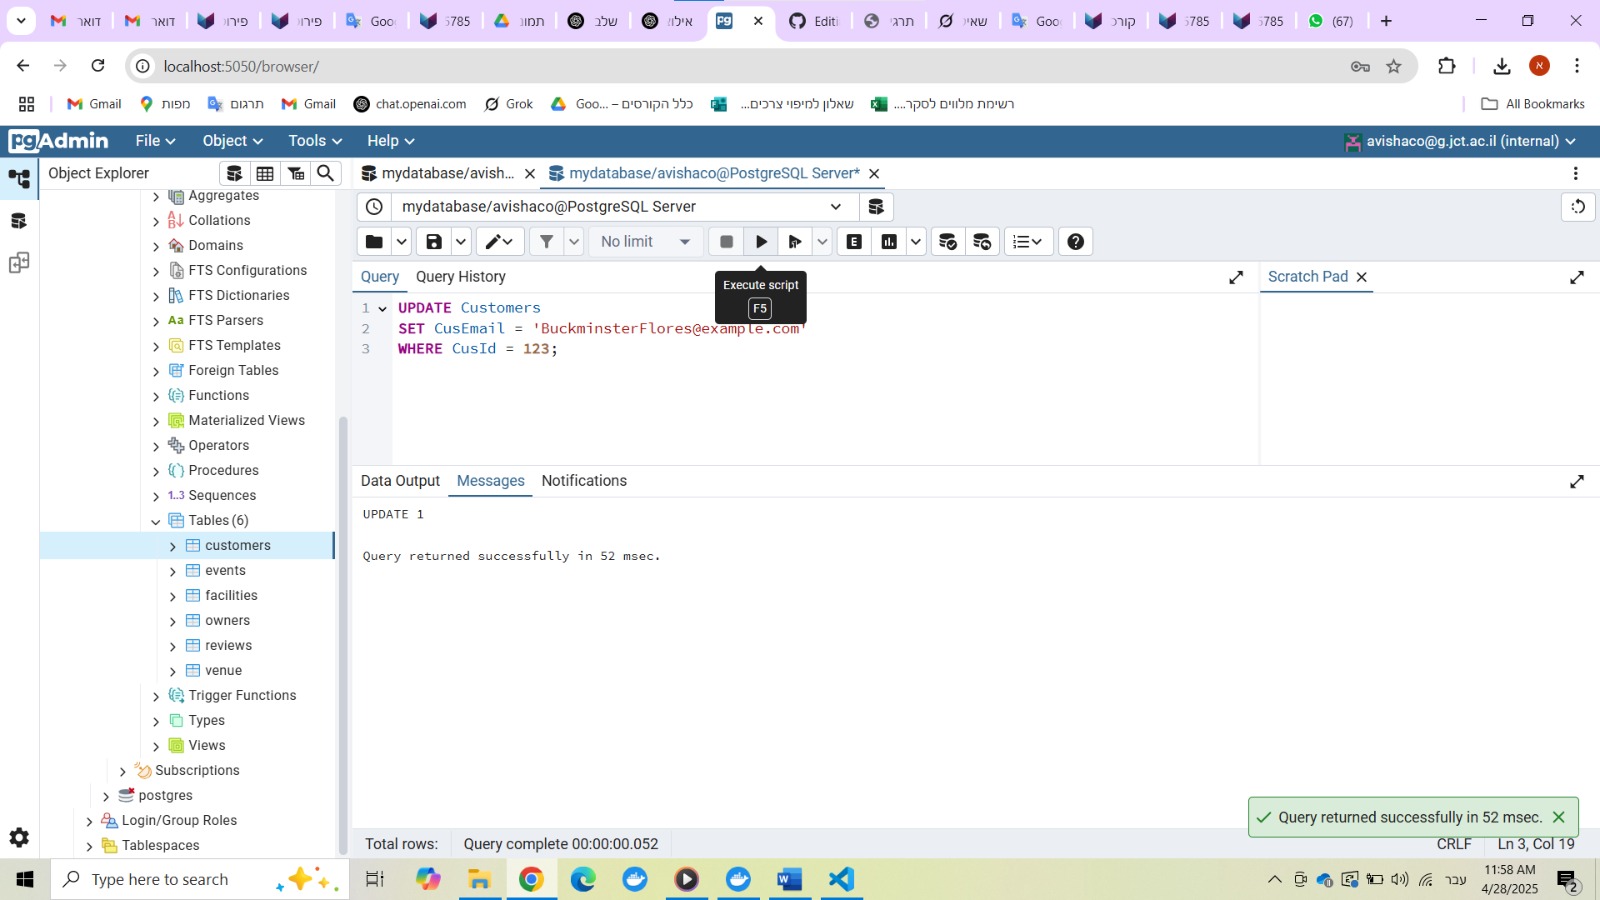 דואר
דואר
פירו
פירו
Goo
5785
תמונ
שלב
אילו
pg
Editi
תרגי
שאי
Goo
קורס
5785
5785
(67)
localhost:5050/browser/
Gmail
מפות
תרגום
Gmail
chat.openai.com
Grok
כלל הקורסים – Goo...
שאלון למיפוי צרכים...
רשימת מלווים לסקר....
All Bookmarks
pgAdmin
File
Object
Tools
Help
avishaco@g.jct.ac.il (internal)
Object Explorer
mydatabase/avish...
mydatabase/avishaco@PostgreSQL Server*
mydatabase/avishaco@PostgreSQL Server
No limit
E
Query
Query History
Execute script
F5
Scratch Pad
1 UPDATE Customers
2 SET CusEmail = 'BuckminsterFlores@example.com'
3 WHERE CusId = 123;
Aggregates
Collations
Domains
FTS Configurations
FTS Dictionaries
Aa FTS Parsers
FTS Templates
Foreign Tables
Functions
Materialized Views
Operators
Procedures
1..3 Sequences
Tables (6)
customers
events
facilities
owners
reviews
venue
Trigger Functions
Types
Views
Subscriptions
postgres
Login/Group Roles
Tablespaces
Data Output
Messages
Notifications
UPDATE 1
Query returned successfully in 52 msec.
Query returned successfully in 52 msec.
Total rows:
Query complete 00:00:00.052
CRLF
Ln 3, Col 19
Type here to search
עבר
11:58 AM
4/28/2025
2